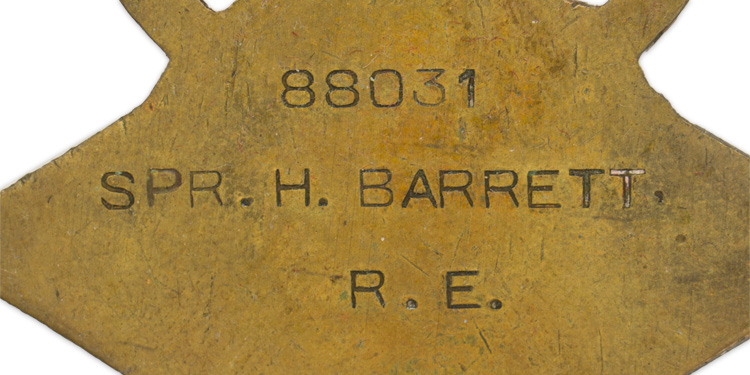 88031
SPR. H. BARRETT.
R. E.